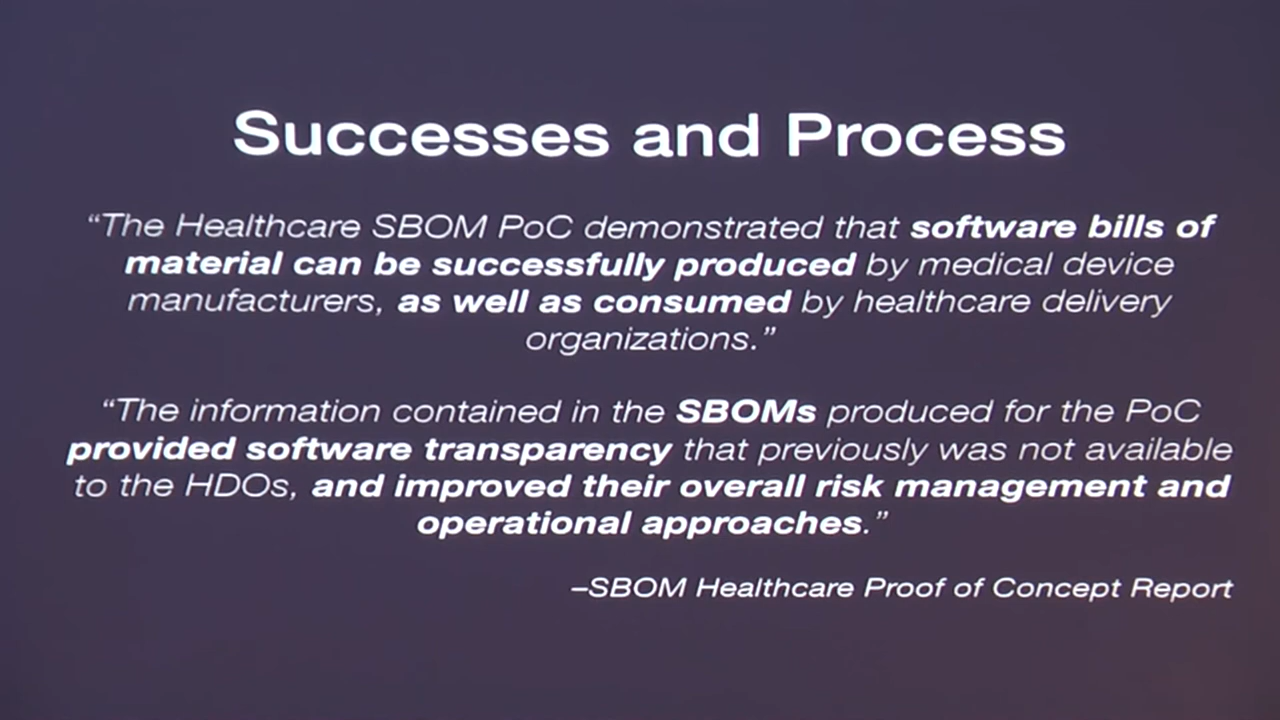 Successes and Process
“The Healthcare SBOM PoC demonstrated that software bills of
material can be successfully produced by medical device
manufacturers, as well as consumed by healthcare delivery
organizations.”
“The information contained in the SBOMs produced for the PoC
provided software transparency that previously was not available
to the HDOs, and improved their overall risk management and
operational approaches.”
–SBOM Healthcare Proof of Concept Report